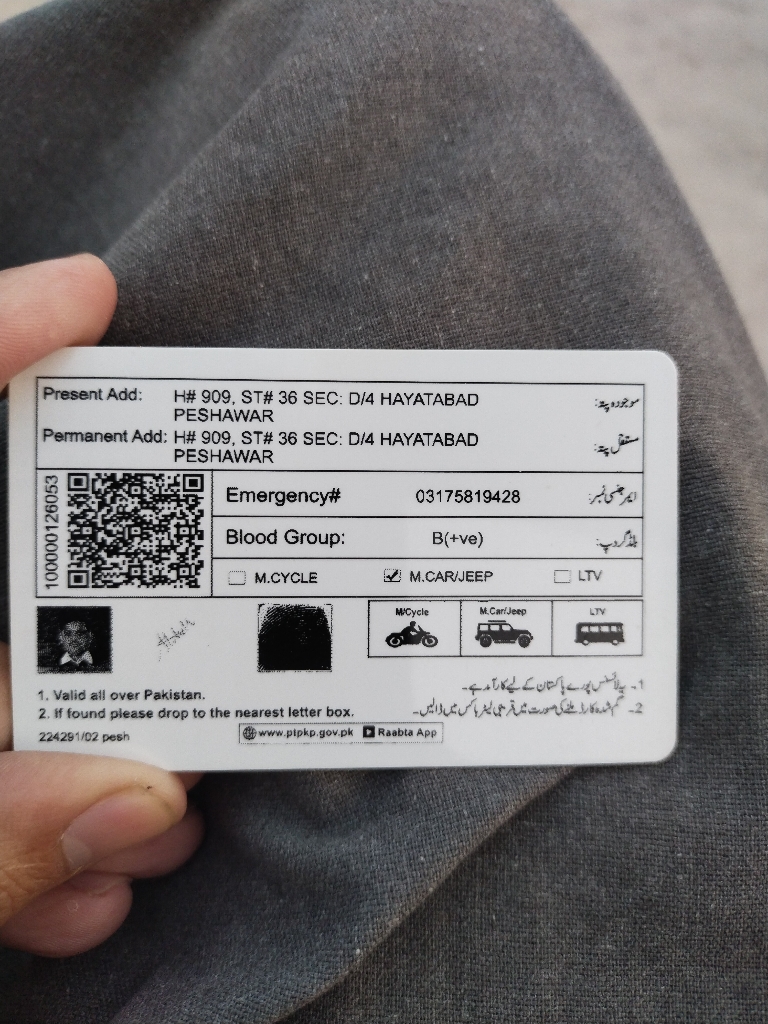 Present Add: H# 909, ST# 36 SEC: D/4 HAYATABAD موجودہ پتہ:
PESHAWAR
Permanent Add: H# 909, ST# 36 SEC: D/4 HAYATABAD مستقل پتہ:
PESHAWAR
100000126053
Emergency# 03175819428 ایمرجنسی نمبر:
Blood Group: B(+ve) بلڈ گروپ:
M.CYCLE M.CAR/JEEP LTV
M/Cycle M.Car/Jeep LTV
1. Valid all over Pakistan.
1۔ یہ لائسنس پورے پاکستان کے لیے کارآمد ہے۔
2. If found please drop to the nearest letter box.
2۔ گم شدہ کارڈ ملنے کی صورت میں قریبی لیٹر بکس میں ڈالیں۔
224291/02 pesh
www.ptpkp.gov.pk Raabta App